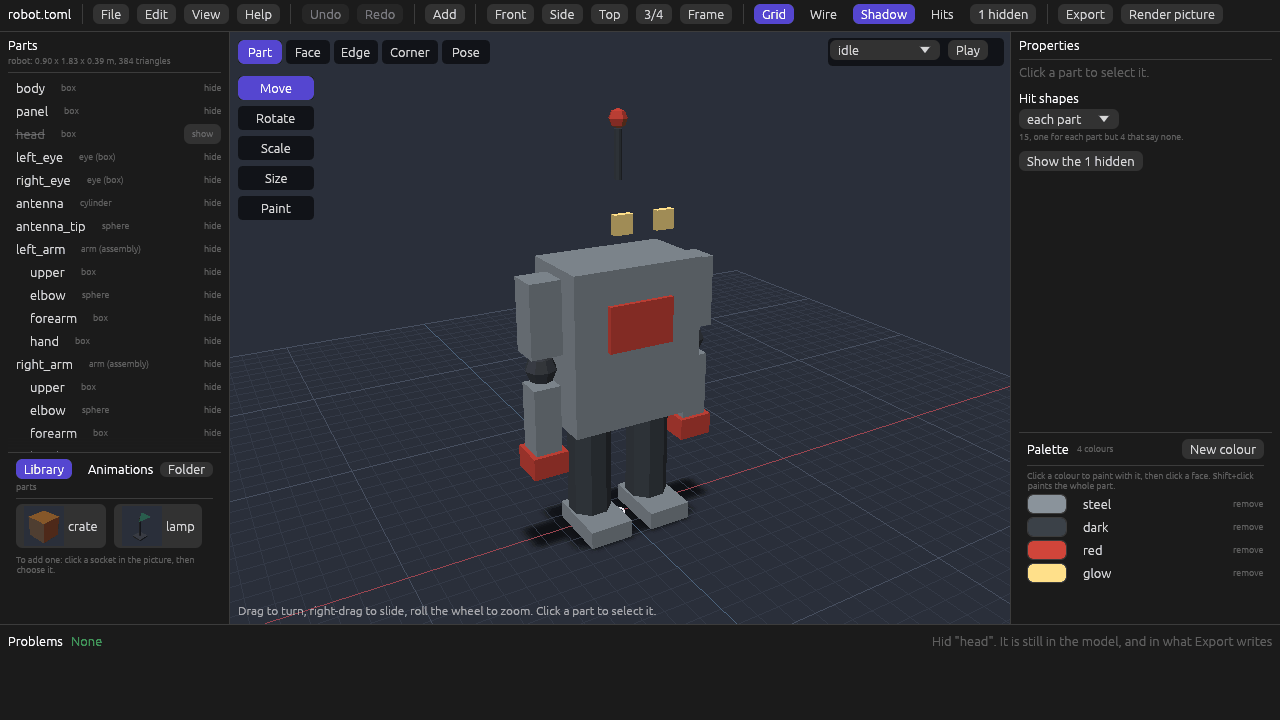 robot.toml File Edit View Help Undo Redo Add Front Side Top 3/4 Frame Grid Wire Shadow Hits 1 hidden Export Render picture
Parts
robot: 0.90 x 1.83 x 0.39 m, 384 triangles
body box hide
panel box hide
head box show
left_eye eye (box) hide
right_eye eye (box) hide
antenna cylinder hide
antenna_tip sphere hide
left_arm arm (assembly) hide
upper box hide
elbow sphere hide
forearm box hide
hand box hide
right_arm arm (assembly) hide
upper box hide
elbow sphere hide
forearm box hide
Library Animations Folder
parts
crate lamp
To add one: click a socket in the picture, then
choose it.
Part Face Edge Corner Pose
Move
Rotate
Scale
Size
Paint
idle Play
Drag to turn, right-drag to slide, roll the wheel to zoom. Click a part to select it.
Properties
Click a part to select it.
Hit shapes
each part
15, one for each part but 4 that say none.
Show the 1 hidden
Palette 4 colours New colour
Click a colour to paint with it, then click a face. Shift+click
paints the whole part.
steel remove
dark remove
red remove
glow remove
Problems None
Hid "head". It is still in the model, and in what Export writes